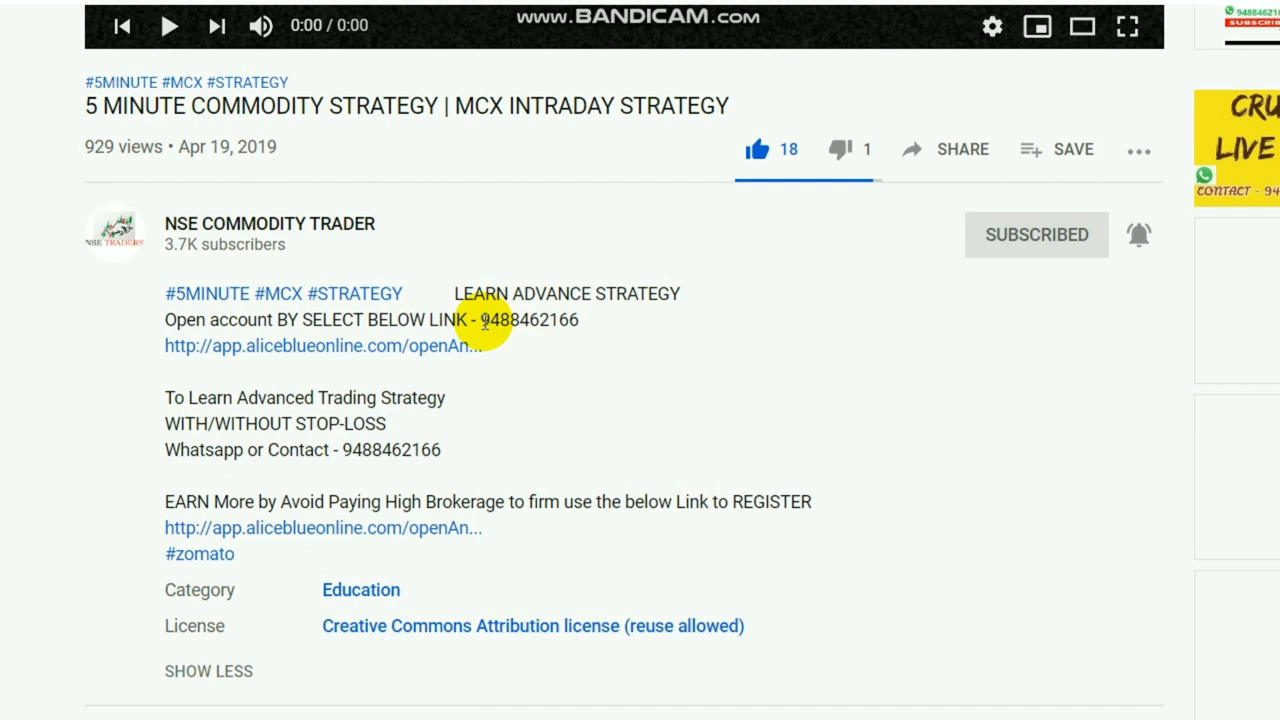 www.BANDICAM.com
0:00 / 0:00
#5MINUTE #MCX #STRATEGY
5 MINUTE COMMODITY STRATEGY | MCX INTRADAY STRATEGY
929 views • Apr 19, 2019
18
1
SHARE
SAVE
NSE TRADERS
NSE COMMODITY TRADER
3.7K subscribers
SUBSCRIBED
#5MINUTE #MCX #STRATEGY LEARN ADVANCE STRATEGY
Open account BY SELECT BELOW LINK - 9488462166
http://app.aliceblueonline.com/openAn...
To Learn Advanced Trading Strategy
WITH/WITHOUT STOP-LOSS
Whatsapp or Contact - 9488462166
EARN More by Avoid Paying High Brokerage to firm use the below Link to REGISTER
http://app.aliceblueonline.com/openAn...
#zomato
Category Education
License Creative Commons Attribution license (reuse allowed)
SHOW LESS
LIVE
CONTACT - 94